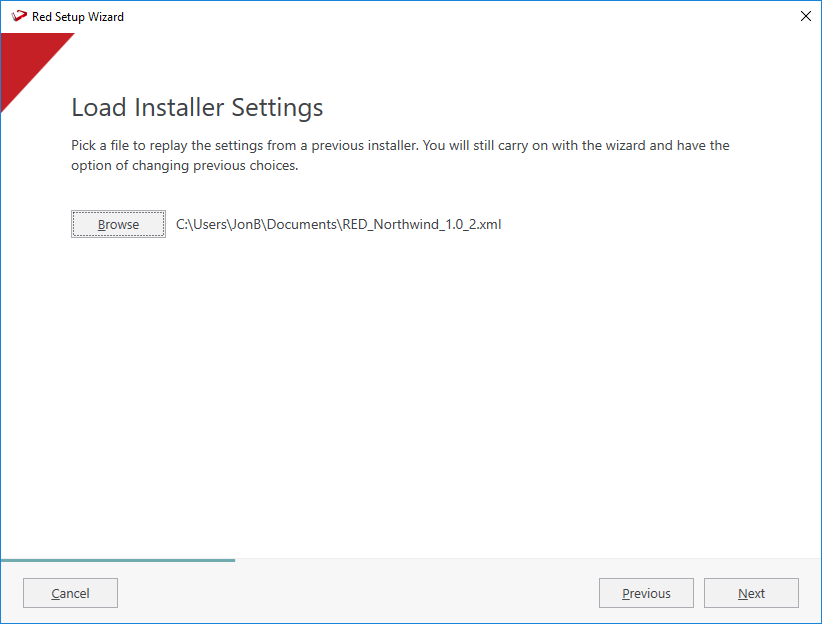 Red Setup Wizard
Load Installer Settings
Pick a file to replay the settings from a previous installer. You will still carry on with the wizard and have the
option of changing previous choices.
Browse C:\Users\JonB\Documents\RED_Northwind_1.0_2.xml
Cancel Previous Next